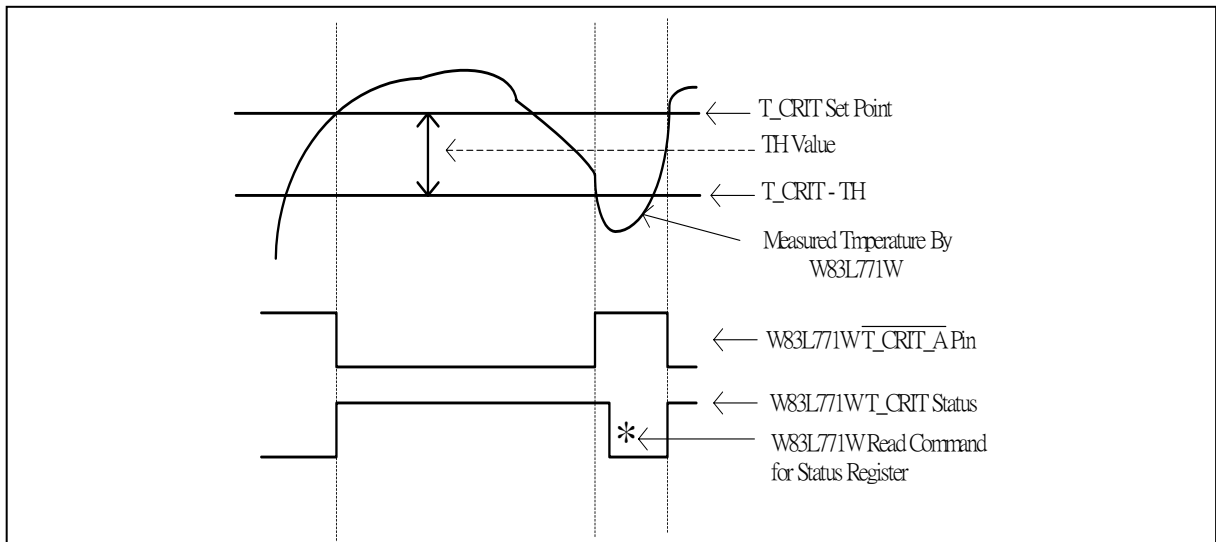 T_CRIT Set Point
TH Value
T_CRIT - TH
Measured Tmperature By
W83L771W
W83L771W T_CRIT_A Pin
W83L771W T_CRIT Status
*
W83L771W Read Command
for Status Register